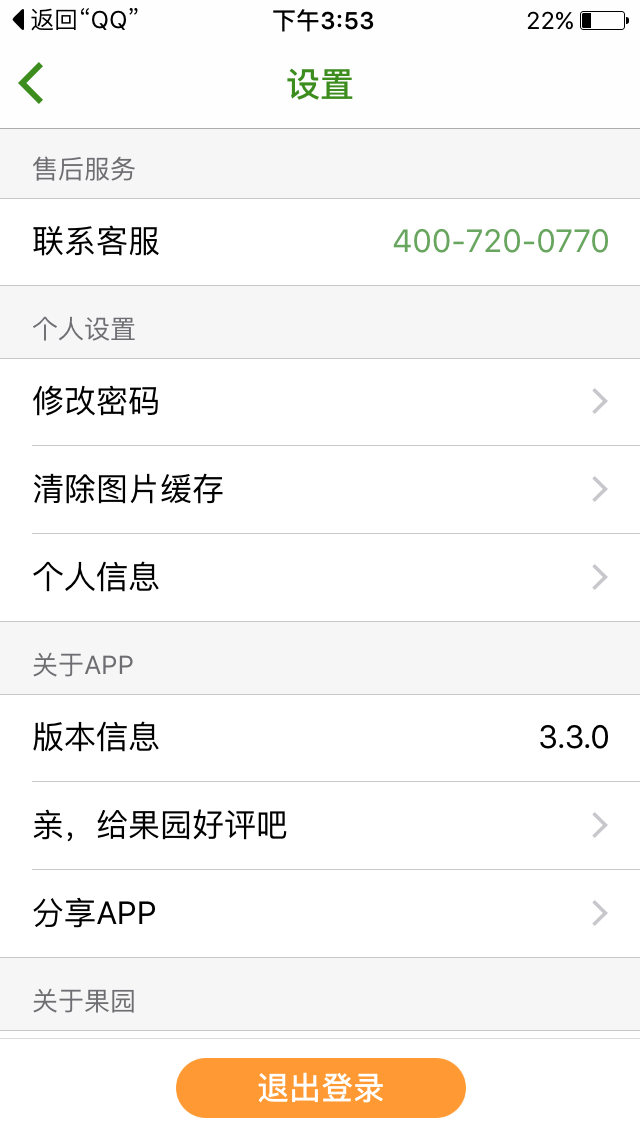 返回“QQ”
下午3:53
22%
设置
售后服务
联系客服 400-720-0770
个人设置
修改密码
清除图片缓存
个人信息
关于APP
版本信息 3.3.0
亲，给果园好评吧
分享APP
关于果园
退出登录